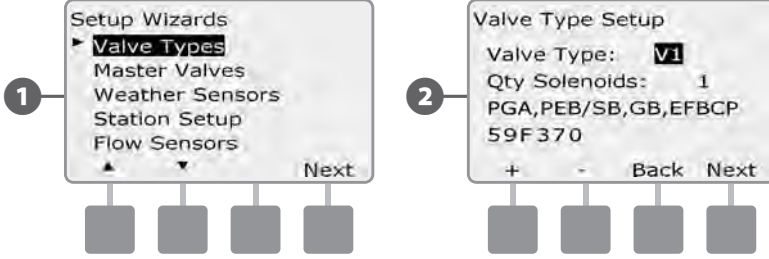 1
Setup Wizards
► Valve Types
Master Valves
Weather Sensors
Station Setup
Flow Sensors
▲ ▼ Next
2
Valve Type Setup
Valve Type: V1
Qty Solenoids: 1
PGA,PEB/SB,GB,EFBCP
59F370
+ - Back Next